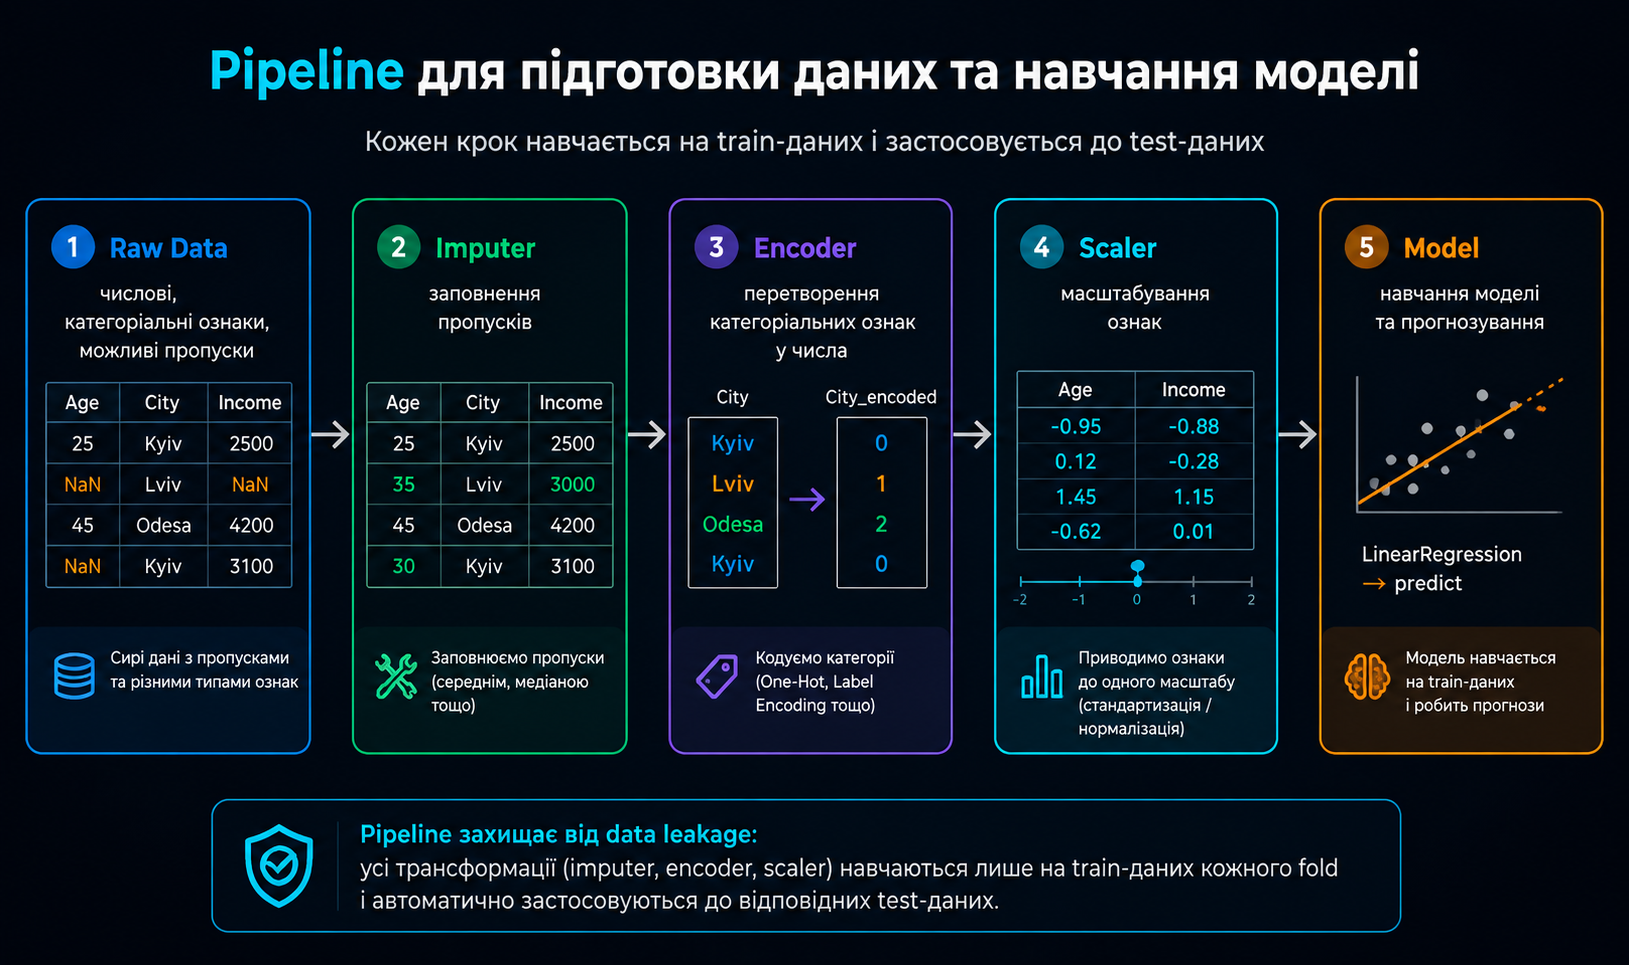 Pipeline для підготовки даних та навчання моделі
Кожен крок навчається на train-даних і застосовується до test-даних
1 Raw Data
числові,
категоріальні ознаки,
можливі пропуски
Age City Income
25 Kyiv 2500
NaN Lviv NaN
45 Odesa 4200
NaN Kyiv 3100
Сирі дані з пропусками
та різними типами ознак
2 Imputer
заповнення
пропусків
Age City Income
25 Kyiv 2500
35 Lviv 3000
45 Odesa 4200
30 Kyiv 3100
Заповнюємо пропуски
(середнім, медіаною
тощо)
3 Encoder
перетворення
категоріальних ознак
у числа
City City_encoded
Kyiv 0
Lviv 1
Odesa 2
Kyiv 0
Кодуємо категорії
(One-Hot, Label
Encoding тощо)
4 Scaler
масштабування
ознак
Age Income
-0.95 -0.88
0.12 -0.28
1.45 1.15
-0.62 0.01
-2 -1 0 1 2
Приводимо ознаки
до одного масштабу
(стандартизація /
нормалізація)
5 Model
навчання моделі
та прогнозування
LinearRegression
→ predict
Модель навчається
на train-даних
і робить прогнози
Pipeline захищає від data leakage:
усі трансформації (imputer, encoder, scaler) навчаються лише на train-даних кожного fold
і автоматично застосовуються до відповідних test-даних.